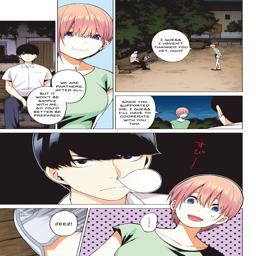 I GUESS
I HAVEN'T
THANKED YOU
YET, HUH?
SINCE YOU
SUPPORTED
ME, I GUESS
I'LL HAVE TO
COOPERATE
WITH YOU
TOO.
WE ARE
PARTNERS,
AFTER ALL.
BUT IT
WON'T BE
SIMPLE
WITH ME,
SO YOU'D
BETTER BE
PREPARED.
...
ZEEZ!